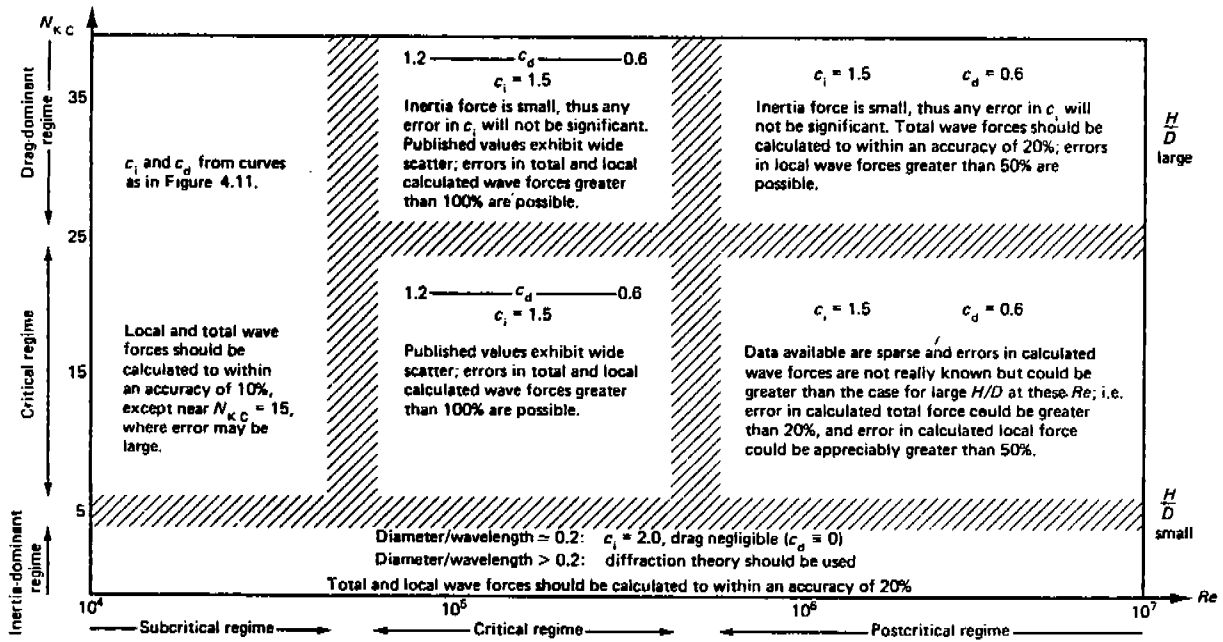 N_KC
35
25
15
5
Drag-dominant regime
Critical regime
Inertia-dominant regime
c_i and c_d from curves
as in Figure 4.11.
Local and total wave
forces should be
calculated to within
an accuracy of 10%,
except near N_KC = 15,
where error may be
large.
1.2 c_d 0.6
c_i = 1.5
Inertia force is small, thus any
error in c_i will not be significant.
Published values exhibit wide
scatter; errors in total and local
calculated wave forces greater
than 100% are possible.
1.2 c_d 0.6
c_i = 1.5
Published values exhibit wide
scatter; errors in total and local
calculated wave forces greater
than 100% are possible.
c_i = 1.5 c_d = 0.6
Inertia force is small, thus any error in c_i will
not be significant. Total wave forces should be
calculated to within an accuracy of 20%; errors
in local wave forces greater than 50% are
possible.
c_i = 1.5 c_d = 0.6
Data available are sparse and errors in calculated
wave forces are not really known but could be
greater than the case for large H/D at these Re; i.e.
error in calculated total force could be greater
than 20%, and error in calculated local force
could be appreciably greater than 50%.
H/D
large
H/D
small
Diameter/wavelength ≃ 0.2: c_i = 2.0, drag negligible (c_d ≡ 0)
Diameter/wavelength > 0.2: diffraction theory should be used
Total and local wave forces should be calculated to within an accuracy of 20%
10^4 10^5 10^6 10^7 Re
Subcritical regime Critical regime Postcritical regime